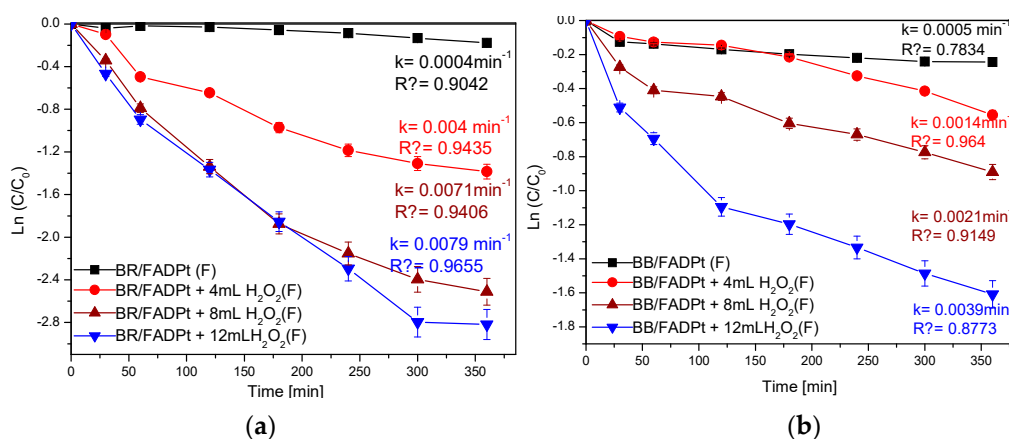 0.0
-0.4
-0.8
-1.2
-1.6
-2.0
-2.4
-2.8
Ln (C/C₀)
k= 0.0004min⁻¹
R?= 0.9042
k= 0.004 min⁻¹
R?= 0.9435
k= 0.0071min⁻¹
R?= 0.9406
k= 0.0079 min⁻¹
R?= 0.9655
BR/FADPt (F)
BR/FADPt + 4mL H₂O₂(F)
BR/FADPt + 8mL H₂O₂(F)
BR/FADPt + 12mLH₂O₂(F)
0 50 100 150 200 250 300 350
Time [min]
(a)
0.0
-0.2
-0.4
-0.6
-0.8
-1.0
-1.2
-1.4
-1.6
-1.8
Ln (C/C₀)
k= 0.0005 min⁻¹
R?= 0.7834
k= 0.0014min⁻¹
R?= 0.964
k= 0.0021min⁻¹
R?= 0.9149
k= 0.0039min⁻¹
R?= 0.8773
BB/FADPt (F)
BB/FADPt + 4mL H₂O₂(F)
BB/FADPt + 8mL H₂O₂(F)
BB/FADPt + 12mLH₂O₂(F)
0 50 100 150 200 250 300 350
Time [min]
(b)